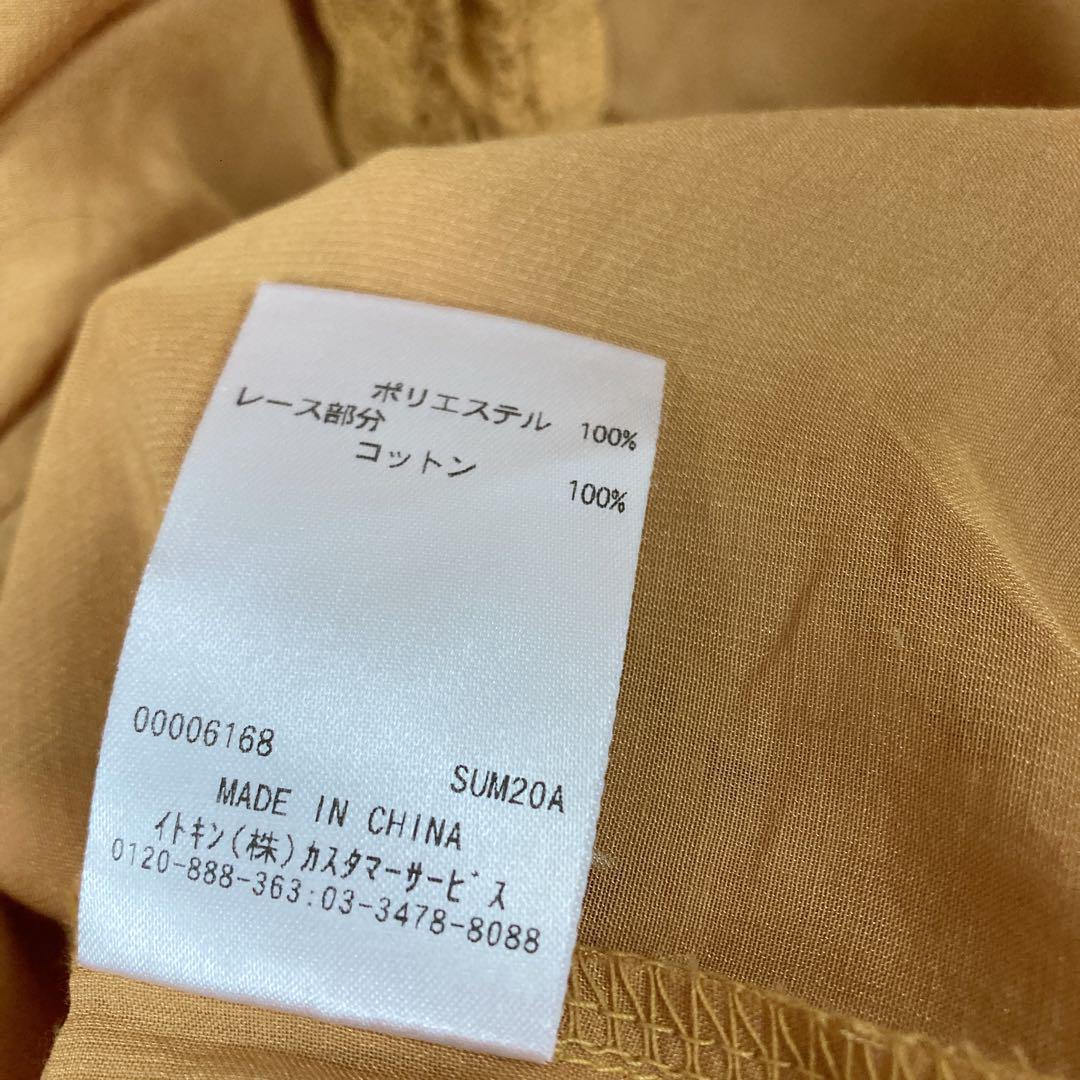 ポリエステル 100%
レース部分
コットン 100%
00006168
SUM20A
MADE IN CHINA
ｲﾄｷﾝ(株)ｶｽﾀﾏｰｻｰﾋﾞｽ
0120-888-363:03-3478-8088